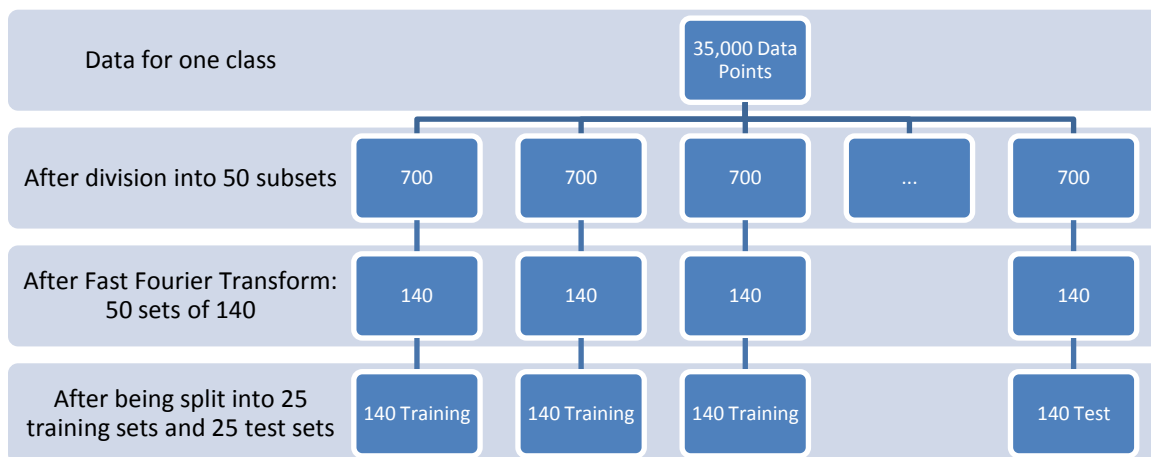 Data for one class
35,000 Data
Points
After division into 50 subsets
700
700
700
...
700
After Fast Fourier Transform:
50 sets of 140
140
140
140
140
After being split into 25
training sets and 25 test sets
140 Training
140 Training
140 Training
140 Test